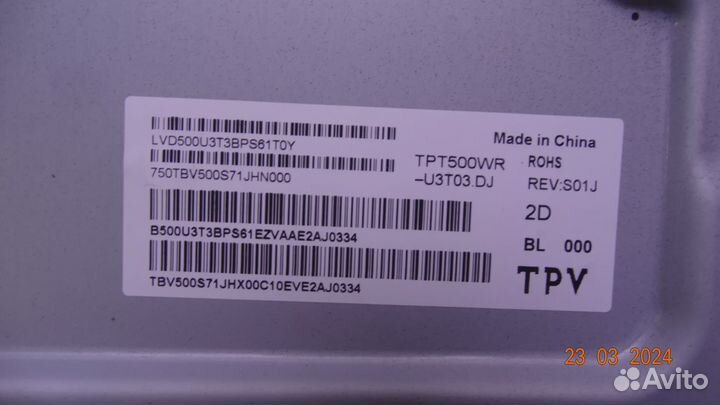 LVD500U3T3BPS61T0Y
750TBV500S71JHN000
B500U3T3BPS61EZVAAE2AJ0334
TBV500S71JHX00C10EVE2AJ0334
TPT500WR
-U3T03.DJ
Made in China
ROHS
REV:S01J
2D
BL 000
TPV
23 03 2024
Avito